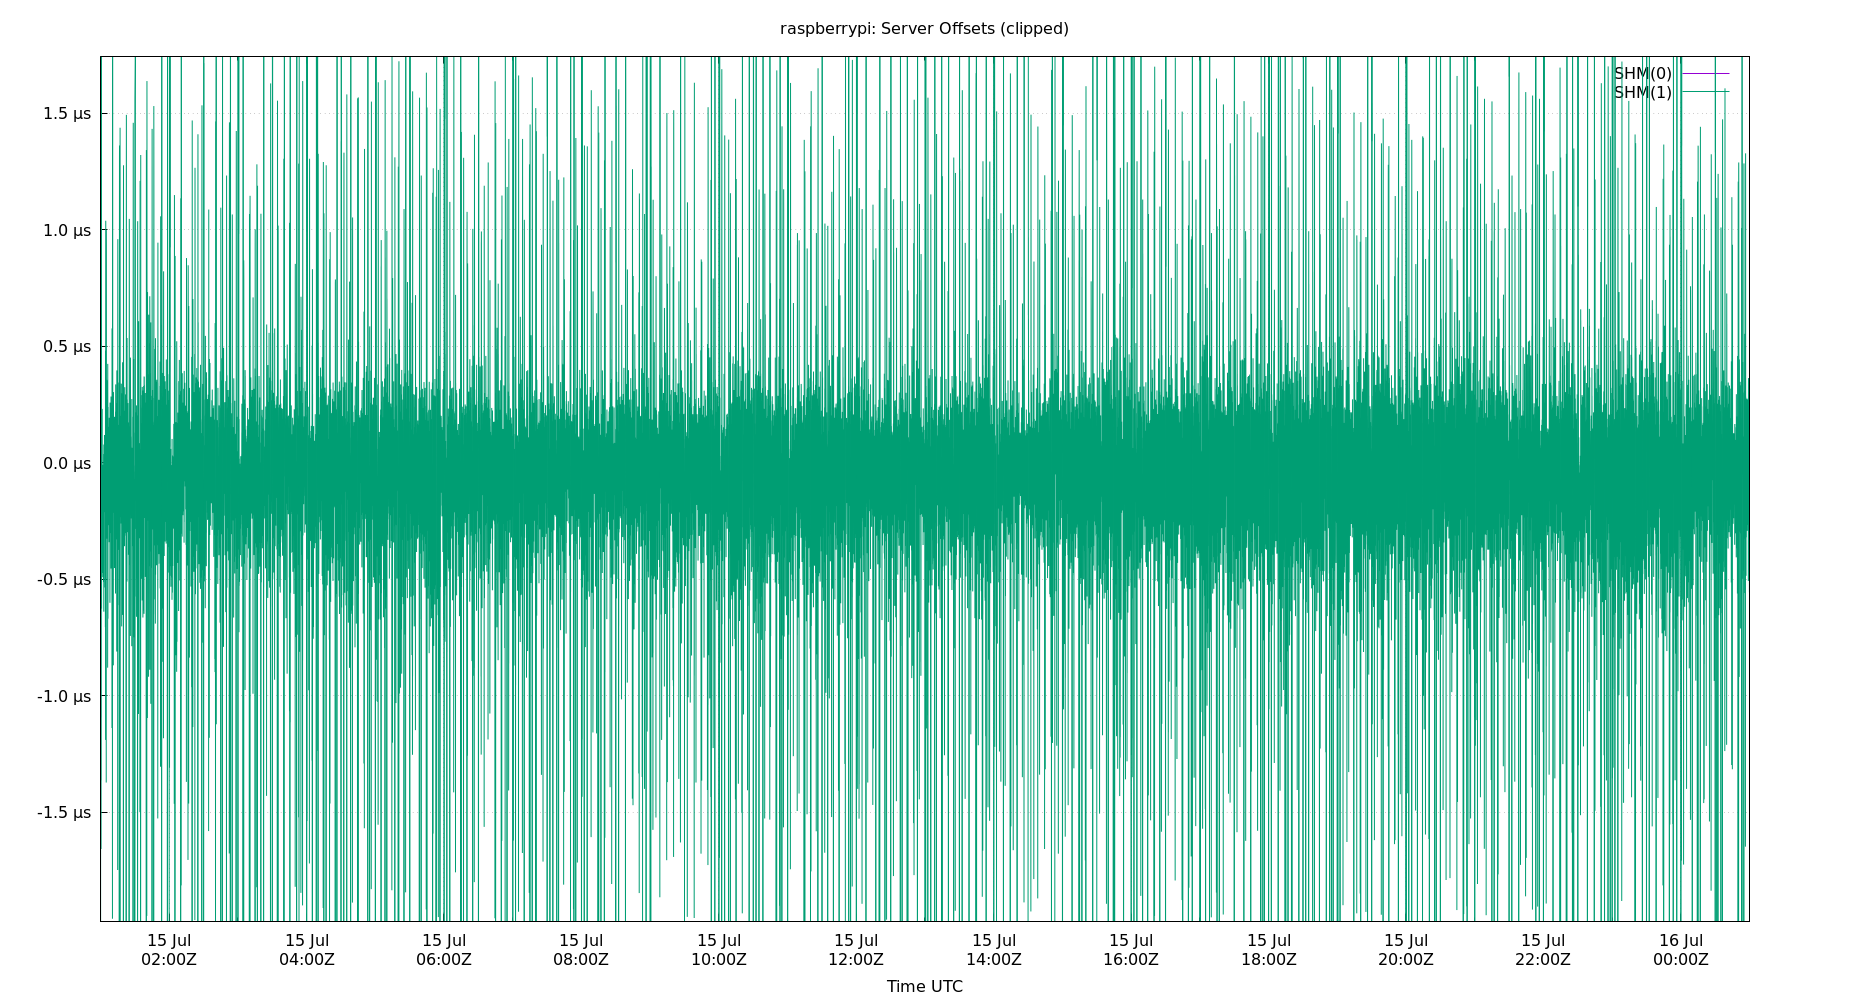 raspberrypi: Server Offsets (clipped)
SHM(0)
SHM(1)
1.5 µs
1.0 µs
0.5 µs
0.0 µs
-0.5 µs
-1.0 µs
-1.5 µs
15 Jul 15 Jul 15 Jul 15 Jul 15 Jul 15 Jul 15 Jul 15 Jul 15 Jul 15 Jul 15 Jul 16 Jul
02:00Z 04:00Z 06:00Z 08:00Z 10:00Z 12:00Z 14:00Z 16:00Z 18:00Z 20:00Z 22:00Z 00:00Z
Time UTC